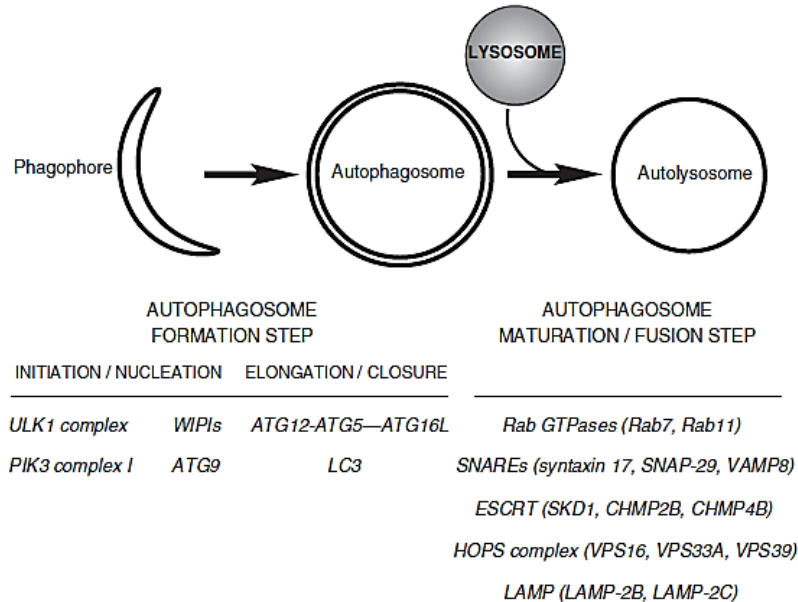 LYSOSOME
Phagophore
Autophagosome
Autolysosome
AUTOPHAGOSOME
FORMATION STEP
AUTOPHAGOSOME
MATURATION / FUSION STEP
INITIATION / NUCLEATION
ELONGATION / CLOSURE
ULK1 complex
WIPIs
ATG12-ATG5—ATG16L
Rab GTPases (Rab7, Rab11)
PIK3 complex I
ATG9
LC3
SNAREs (syntaxin 17, SNAP-29, VAMP8)
ESCRT (SKD1, CHMP2B, CHMP4B)
HOPS complex (VPS16, VPS33A, VPS39)
LAMP (LAMP-2B, LAMP-2C)